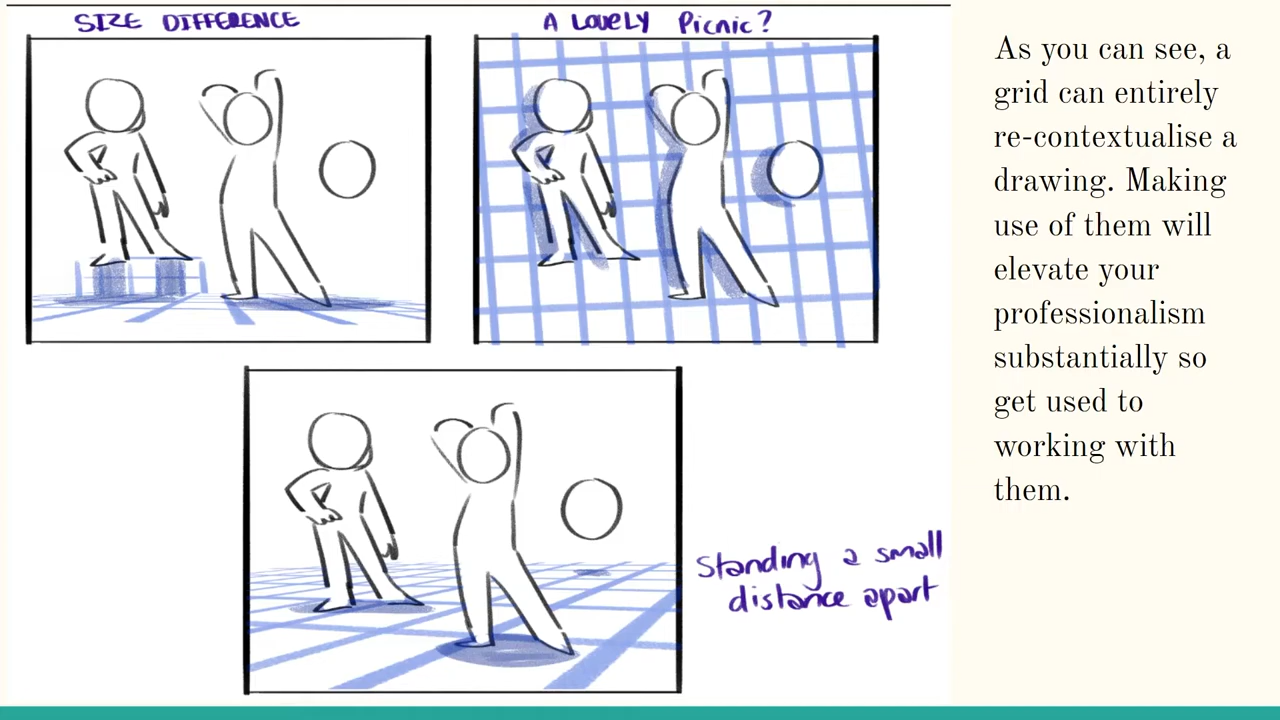 SIZE DIFFERENCE
A LOVELY Picnic?
Standing a small
distance apart
As you can see, a
grid can entirely
re-contextualise a
drawing. Making
use of them will
elevate your
professionalism
substantially so
get used to
working with
them.